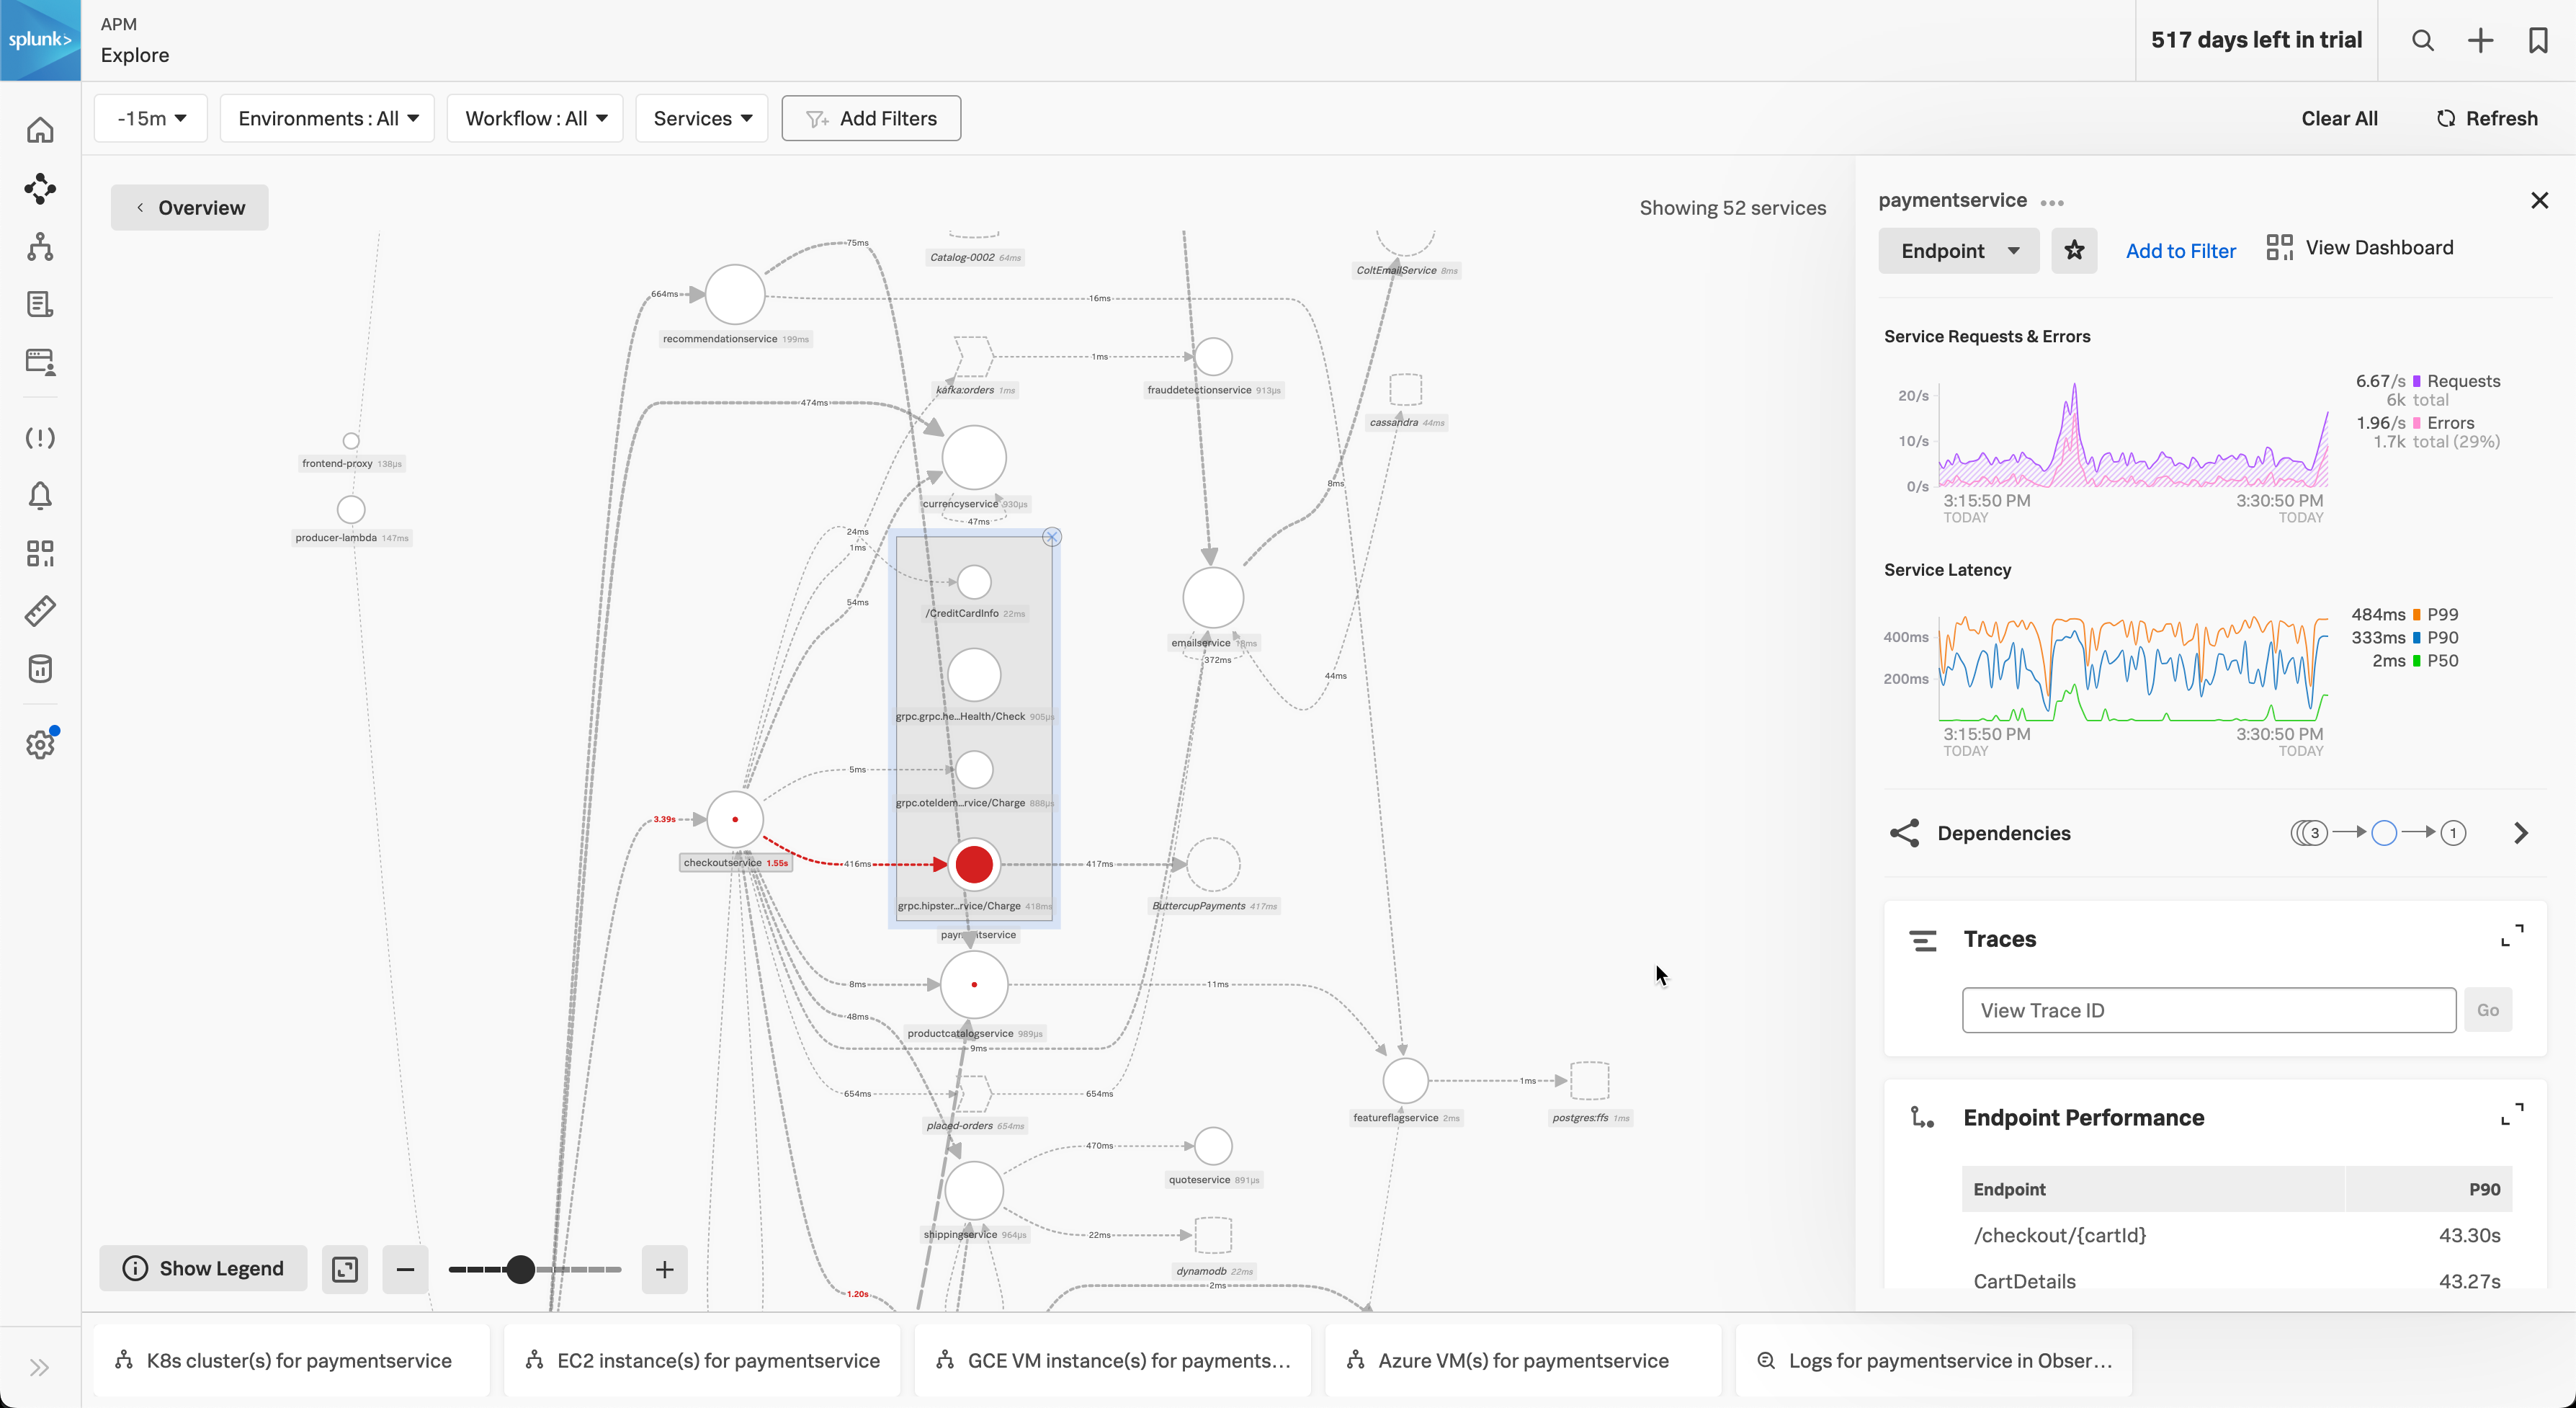 splunk>
APM
Explore
517 days left in trial
-15m
Environments : All
Workflow : All
Services
Add Filters
Clear All
Refresh
Overview
Showing 52 services
75ms
Catalog-0002 64ms
ColtEmailService 8ms
664ms
16ms
recommendationservice 199ms
1ms
kafka:orders 1ms
frauddetectionservice 913µs
474ms
cassandra 44ms
frontend-proxy 138µs
8ms
currencyservice 930µs
47ms
24ms
producer-lambda 147ms
1ms
54ms
/CreditCardInfo 22ms
emailservice
372ms
44ms
grpc.grpc.he...Health/Check 905µs
5ms
grpc.oteldem...rvice/Charge 888µs
3.39s
checkoutservice 1.55s
416ms
417ms
grpc.hipster...rvice/Charge 418ms
ButtercupPayments 417ms
paymentservice
8ms
11ms
48ms
productcatalogservice 989µs
9ms
1ms
654ms
654ms
featureflagservice 2ms
postgres:ffs 1ms
placed-orders 654ms
470ms
quoteservice 891µs
shippingservice 964µs
22ms
dynamodb 22ms
2ms
1.20s
Show Legend
paymentservice
Endpoint
Add to Filter
View Dashboard
Service Requests & Errors
20/s
10/s
0/s
6.67/s Requests
6k total
1.96/s Errors
1.7k total (29%)
3:15:50 PM
TODAY
3:30:50 PM
TODAY
Service Latency
400ms
200ms
484ms P99
333ms P90
2ms P50
3:15:50 PM
TODAY
3:30:50 PM
TODAY
Dependencies
3
1
Traces
View Trace ID
Go
Endpoint Performance
Endpoint P90
/checkout/{cartId} 43.30s
CartDetails 43.27s
K8s cluster(s) for paymentservice
EC2 instance(s) for paymentservice
GCE VM instance(s) for payments...
Azure VM(s) for paymentservice
Logs for paymentservice in Obser...